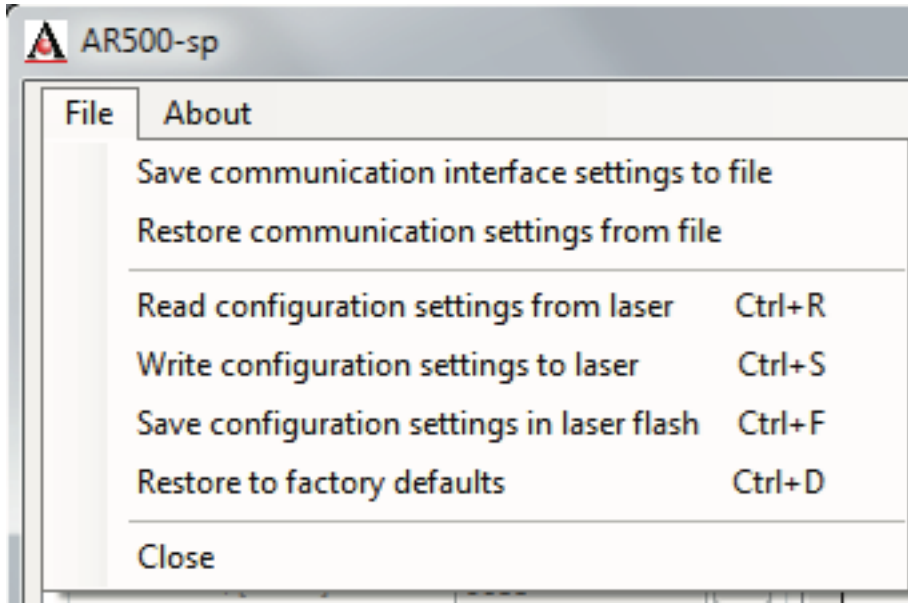 AR500-sp
File About
Save communication interface settings to file
Restore communication settings from file
Read configuration settings from laser Ctrl+R
Write configuration settings to laser Ctrl+S
Save configuration settings in laser flash Ctrl+F
Restore to factory defaults Ctrl+D
Close